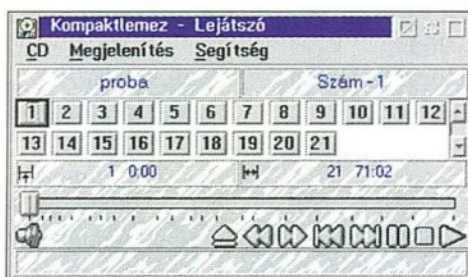 Kompaktlemez - Lejátszó
CD Megjelenítés Segítség
proba Szám-1
1 2 3 4 5 6 7 8 9 10 11 12
13 14 15 16 17 18 19 20 21
1 0:00 21 71:02